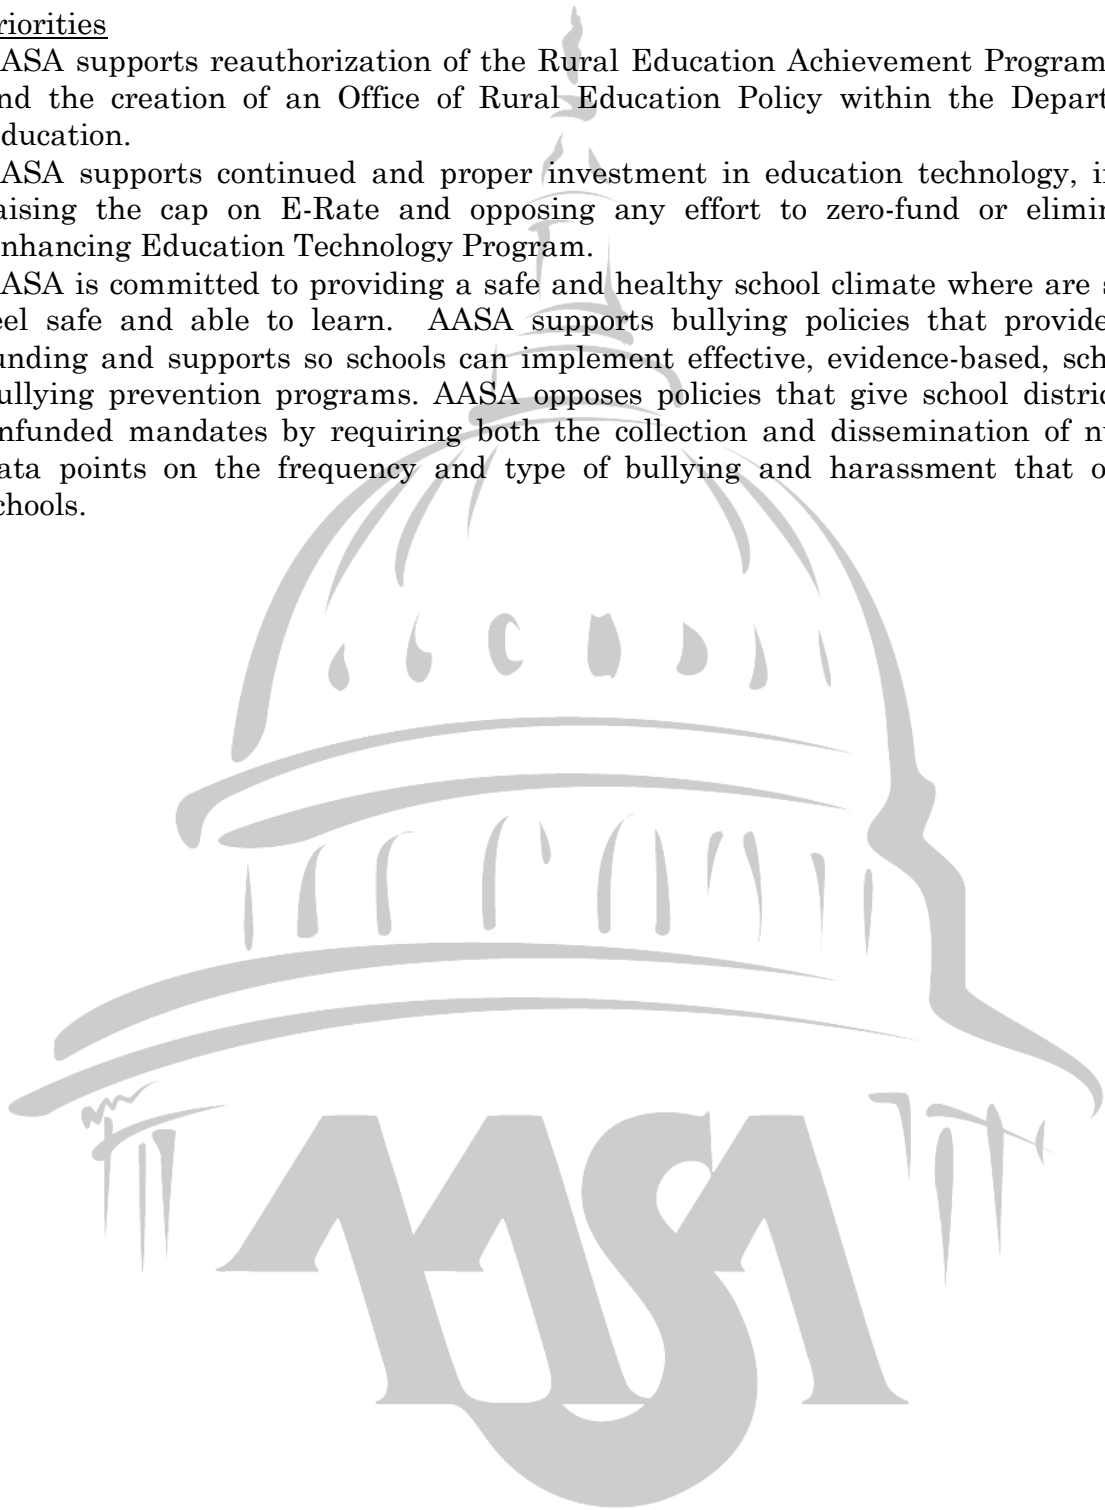 riorities
ASA supports reauthorization of the Rural Education Achievement Program
nd the creation of an Office of Rural Education Policy within the Depart
ducation.
ASA supports continued and proper investment in education technology, i
aising the cap on E-Rate and opposing any effort to zero-fund or elimin
nhancing Education Technology Program.
ASA is committed to providing a safe and healthy school climate where are s
eel safe and able to learn. AASA supports bullying policies that provide
unding and supports so schools can implement effective, evidence-based, sch
ullying prevention programs. AASA opposes policies that give school distric
nfunded mandates by requiring both the collection and dissemination of n
ata points on the frequency and type of bullying and harassment that o
chools.
AASA